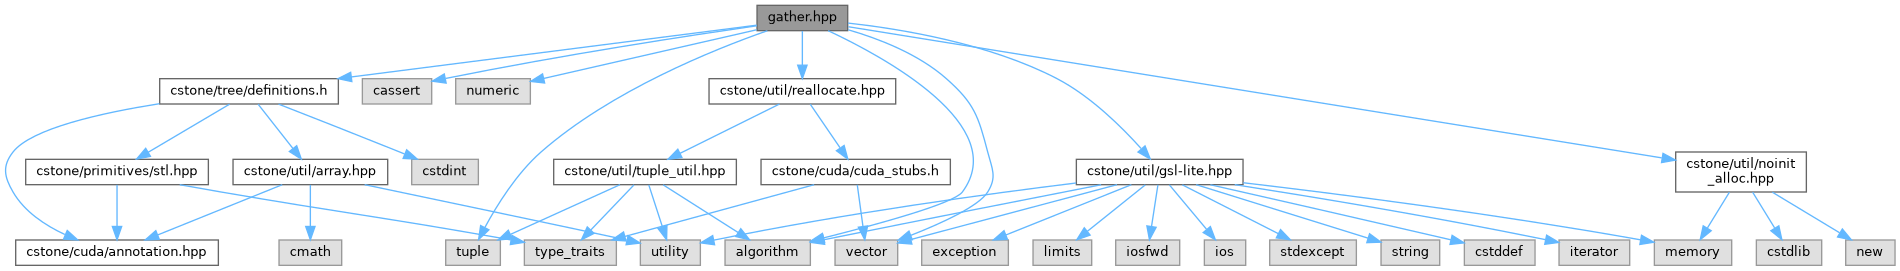 gather.hpp
cstone/tree/definitions.h
cassert
numeric
cstone/util/reallocate.hpp
cstone/primitives/stl.hpp
cstone/util/array.hpp
cstdint
cstone/util/tuple_util.hpp
cstone/cuda/cuda_stubs.h
cstone/util/gsl-lite.hpp
cstone/util/noinit
_alloc.hpp
cstone/cuda/annotation.hpp
cmath
tuple
type_traits
utility
algorithm
vector
exception
limits
iosfwd
ios
stdexcept
string
cstddef
iterator
memory
cstdlib
new